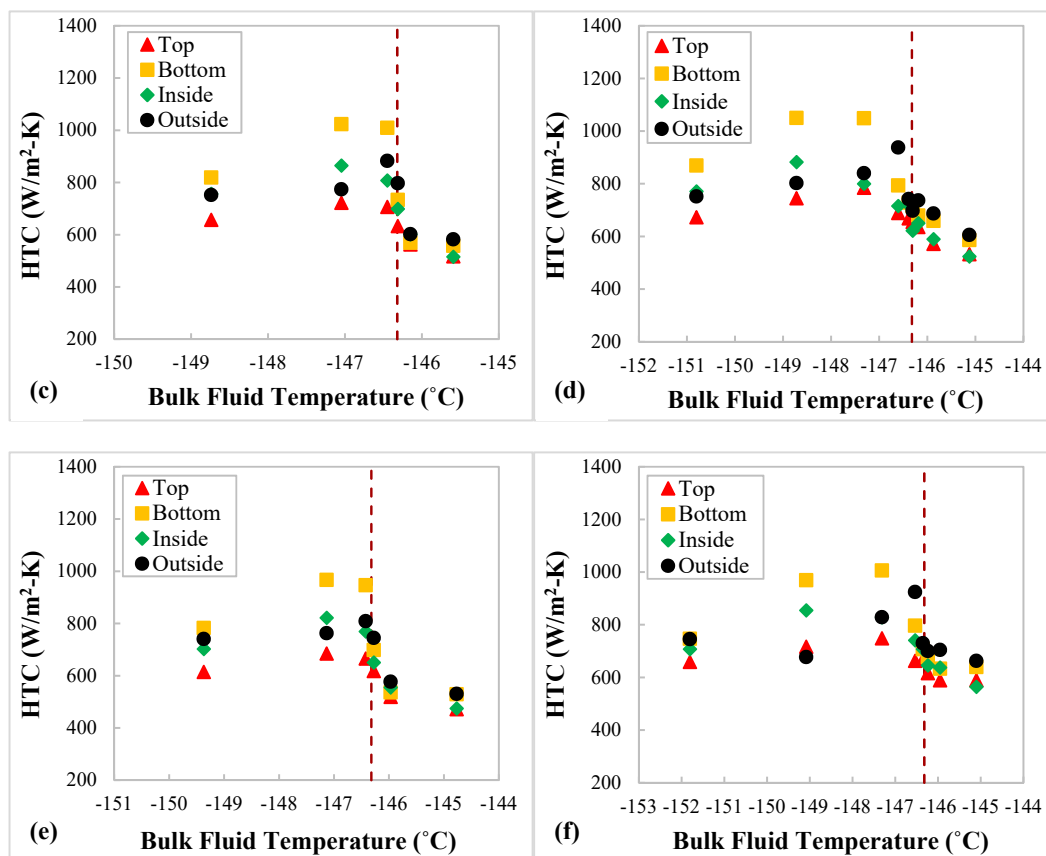 1400
1200
1000
800
600
400
200
HTC (W/m²-K)
Top
Bottom
Inside
Outside
-150 -149 -148 -147 -146 -145
(c) Bulk Fluid Temperature (˚C)
1400
1200
1000
800
600
400
200
HTC (W/m²-K)
Top
Bottom
Inside
Outside
-152 -151 -150 -149 -148 -147 -146 -145 -144
(d) Bulk Fluid Temperature (˚C)
1400
1200
1000
800
600
400
200
HTC (W/m²-K)
Top
Bottom
Inside
Outside
-151 -150 -149 -148 -147 -146 -145 -144
(e) Bulk Fluid Temperature (˚C)
1400
1200
1000
800
600
400
200
HTC (W/m²-K)
Top
Bottom
Inside
Outside
-153 -152 -151 -150 -149 -148 -147 -146 -145 -144
(f) Bulk Fluid Temperature (˚C)